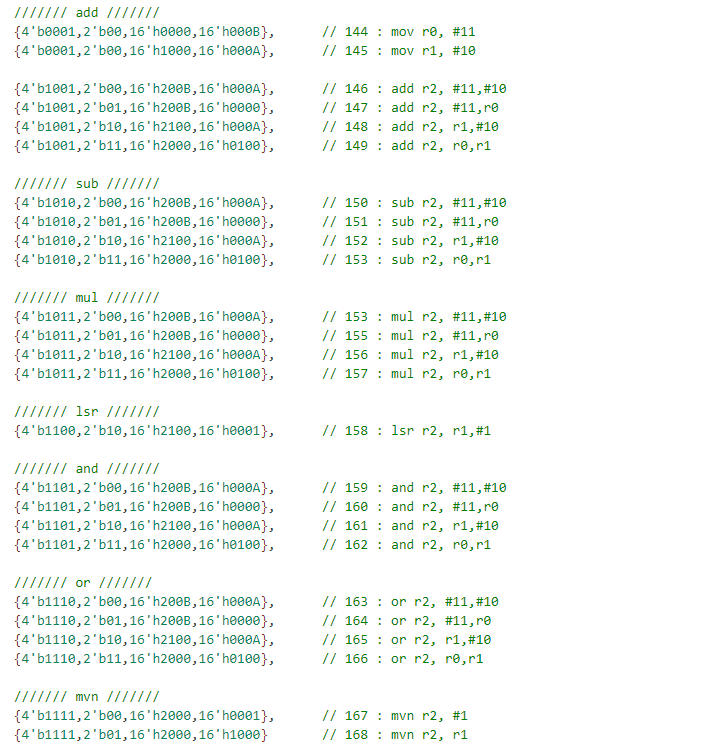 /////// add ///////
{4'b0001,2'b00,16'h0000,16'h000B}, // 144 : mov r0, #11
{4'b0001,2'b00,16'h1000,16'h000A}, // 145 : mov r1, #10
{4'b1001,2'b00,16'h200B,16'h000A}, // 146 : add r2, #11,#10
{4'b1001,2'b01,16'h200B,16'h0000}, // 147 : add r2, #11,r0
{4'b1001,2'b10,16'h2100,16'h000A}, // 148 : add r2, r1,#10
{4'b1001,2'b11,16'h2000,16'h0100}, // 149 : add r2, r0,r1
/////// sub ///////
{4'b1010,2'b00,16'h200B,16'h000A}, // 150 : sub r2, #11,#10
{4'b1010,2'b01,16'h200B,16'h0000}, // 151 : sub r2, #11,r0
{4'b1010,2'b10,16'h2100,16'h000A}, // 152 : sub r2, r1,#10
{4'b1010,2'b11,16'h2000,16'h0100}, // 153 : sub r2, r0,r1
/////// mul ///////
{4'b1011,2'b00,16'h200B,16'h000A}, // 153 : mul r2, #11,#10
{4'b1011,2'b01,16'h200B,16'h0000}, // 155 : mul r2, #11,r0
{4'b1011,2'b10,16'h2100,16'h000A}, // 156 : mul r2, r1,#10
{4'b1011,2'b11,16'h2000,16'h0100}, // 157 : mul r2, r0,r1
/////// lsr ///////
{4'b1100,2'b10,16'h2100,16'h0001}, // 158 : lsr r2, r1,#1
/////// and ///////
{4'b1101,2'b00,16'h200B,16'h000A}, // 159 : and r2, #11,#10
{4'b1101,2'b01,16'h200B,16'h0000}, // 160 : and r2, #11,r0
{4'b1101,2'b10,16'h2100,16'h000A}, // 161 : and r2, r1,#10
{4'b1101,2'b11,16'h2000,16'h0100}, // 162 : and r2, r0,r1
/////// or ///////
{4'b1110,2'b00,16'h200B,16'h000A}, // 163 : or r2, #11,#10
{4'b1110,2'b01,16'h200B,16'h0000}, // 164 : or r2, #11,r0
{4'b1110,2'b10,16'h2100,16'h000A}, // 165 : or r2, r1,#10
{4'b1110,2'b11,16'h2000,16'h0100}, // 166 : or r2, r0,r1
/////// mvn ///////
{4'b1111,2'b00,16'h2000,16'h0001}, // 167 : mvn r2, #1
{4'b1111,2'b01,16'h2000,16'h1000} // 168 : mvn r2, r1